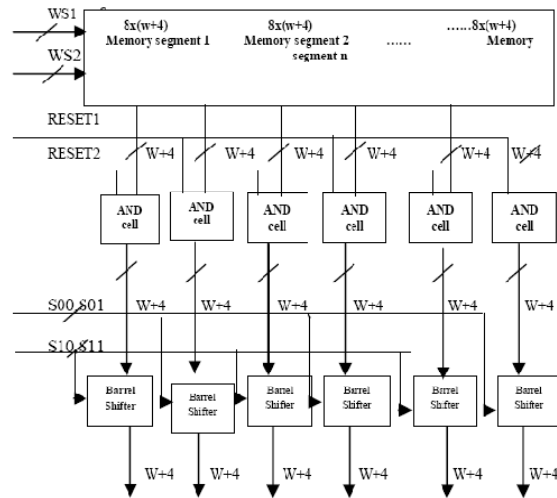 WS1
8x(w+4) 8x(w+4) ……8x(w+4)
Memory segment 1 Memory segment 2 …… Memory
segment n
WS2
RESET1
RESET2 W+4 W+4 W+4 W+4 W+4 W+4
AND cell
AND cell
AND cell
AND cell
AND cell
AND cell
S00,S01 W+4 W+4 W+4 W+4 W+4 W+4
S10,S11
Barrel Shifter
Barrel Shifter
Barrel Shifter
Barrel Shifter
Barrel Shifter
Barrel Shifter
W+4 W+4 W+4 W+4 W+4 W+4